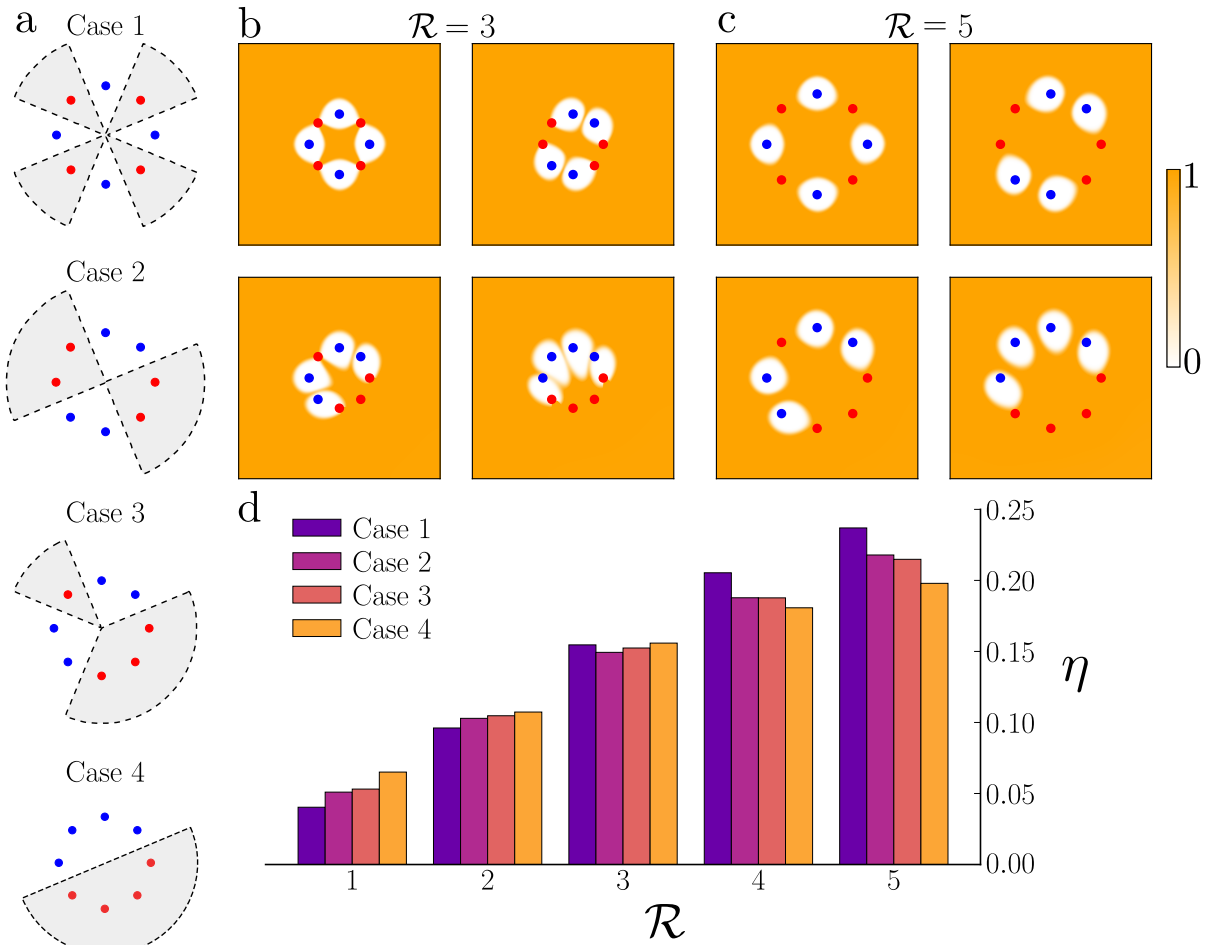 a
Case 1
Case 2
Case 3
Case 4
b
ℛ = 3
c
ℛ = 5
1
0
d
Case 1
Case 2
Case 3
Case 4
0.25
0.20
0.15
0.10
0.05
0.00
η
1 2 3 4 5
ℛ